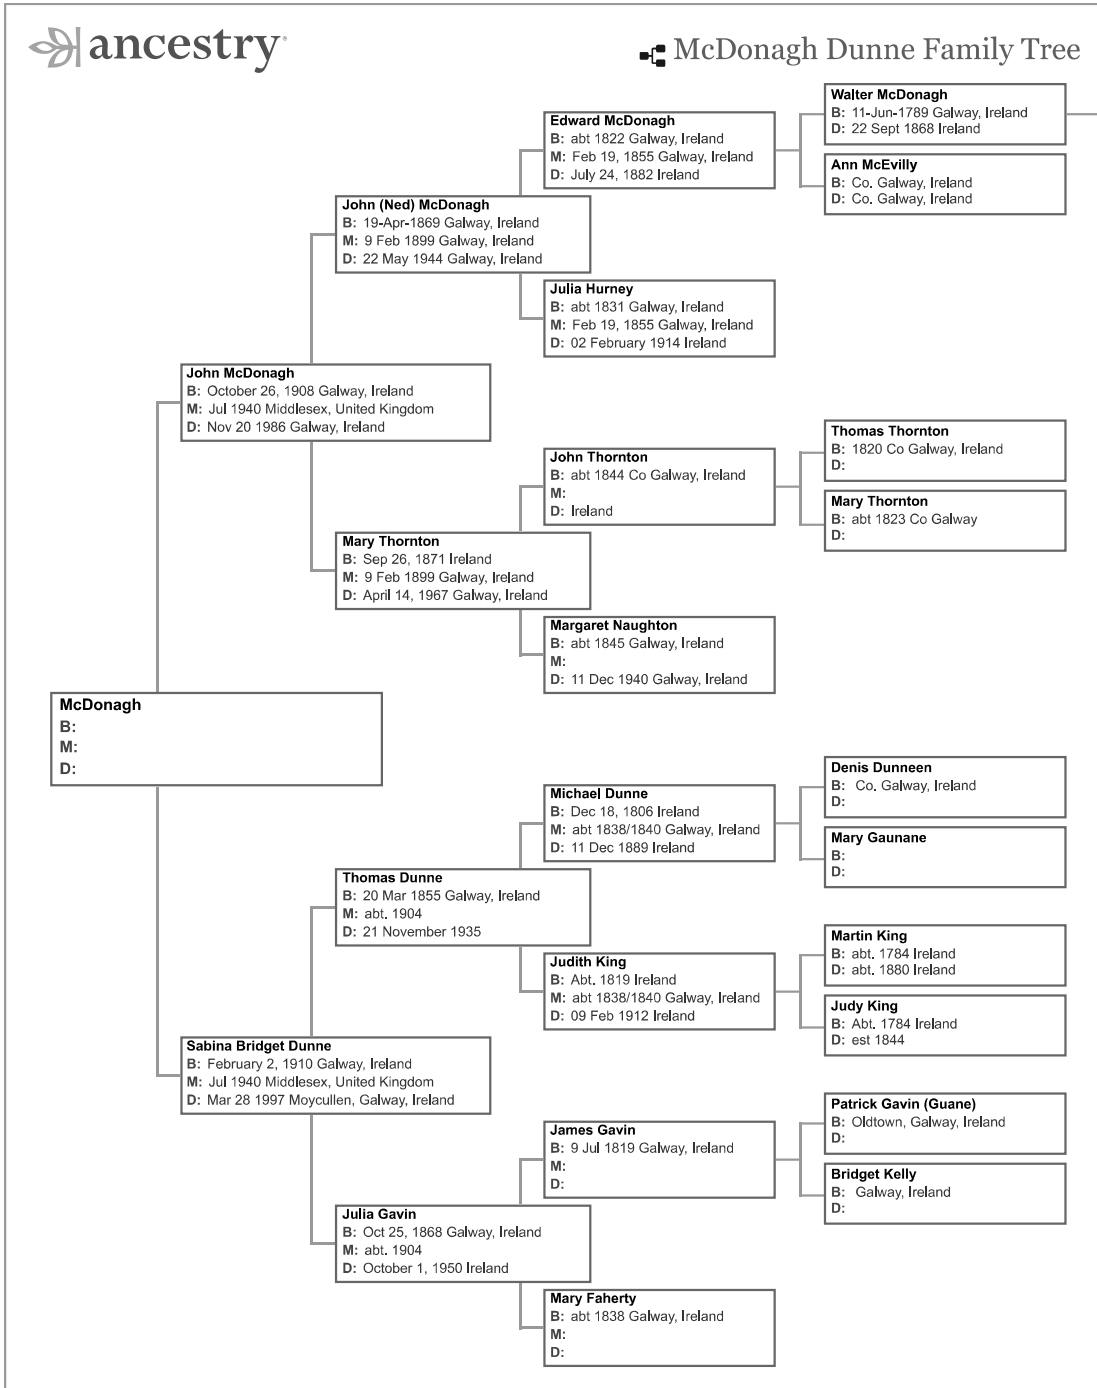 ancestry
McDonagh Dunne Family Tree
Walter McDonagh
B: 11-Jun-1789 Galway, Ireland
D: 22 Sept 1868 Ireland
Edward McDonagh
B: abt 1822 Galway, Ireland
M: Feb 19, 1855 Galway, Ireland
D: July 24, 1882 Ireland
Ann McEvilly
B: Co. Galway, Ireland
D: Co. Galway, Ireland
John (Ned) McDonagh
B: 19-Apr-1869 Galway, Ireland
M: 9 Feb 1899 Galway, Ireland
D: 22 May 1944 Galway, Ireland
Julia Hurney
B: abt 1831 Galway, Ireland
M: Feb 19, 1855 Galway, Ireland
D: 02 February 1914 Ireland
John McDonagh
B: October 26, 1908 Galway, Ireland
M: Jul 1940 Middlesex, United Kingdom
D: Nov 20 1986 Galway, Ireland
Thomas Thornton
B: 1820 Co Galway, Ireland
D:
John Thornton
B: abt 1844 Co Galway, Ireland
M:
D: Ireland
Mary Thornton
B: abt 1823 Co Galway
D:
Mary Thornton
B: Sep 26, 1871 Ireland
M: 9 Feb 1899 Galway, Ireland
D: April 14, 1967 Galway, Ireland
Margaret Naughton
B: abt 1845 Galway, Ireland
M:
D: 11 Dec 1940 Galway, Ireland
McDonagh
B:
M:
D:
Denis Dunneen
B: Co. Galway, Ireland
D:
Michael Dunne
B: Dec 18, 1806 Ireland
M: abt 1838/1840 Galway, Ireland
D: 11 Dec 1889 Ireland
Mary Gaunane
B:
D:
Thomas Dunne
B: 20 Mar 1855 Galway, Ireland
M: abt. 1904
D: 21 November 1935
Martin King
B: abt. 1784 Ireland
D: abt. 1880 Ireland
Judith King
B: Abt. 1819 Ireland
M: abt 1838/1840 Galway, Ireland
D: 09 Feb 1912 Ireland
Judy King
B: Abt. 1784 Ireland
D: est 1844
Sabina Bridget Dunne
B: February 2, 1910 Galway, Ireland
M: Jul 1940 Middlesex, United Kingdom
D: Mar 28 1997 Moycullen, Galway, Ireland
Patrick Gavin (Guane)
B: Oldtown, Galway, Ireland
D:
James Gavin
B: 9 Jul 1819 Galway, Ireland
M:
D:
Bridget Kelly
B: Galway, Ireland
D:
Julia Gavin
B: Oct 25, 1868 Galway, Ireland
M: abt. 1904
D: October 1, 1950 Ireland
Mary Faherty
B: abt 1838 Galway, Ireland
M:
D: